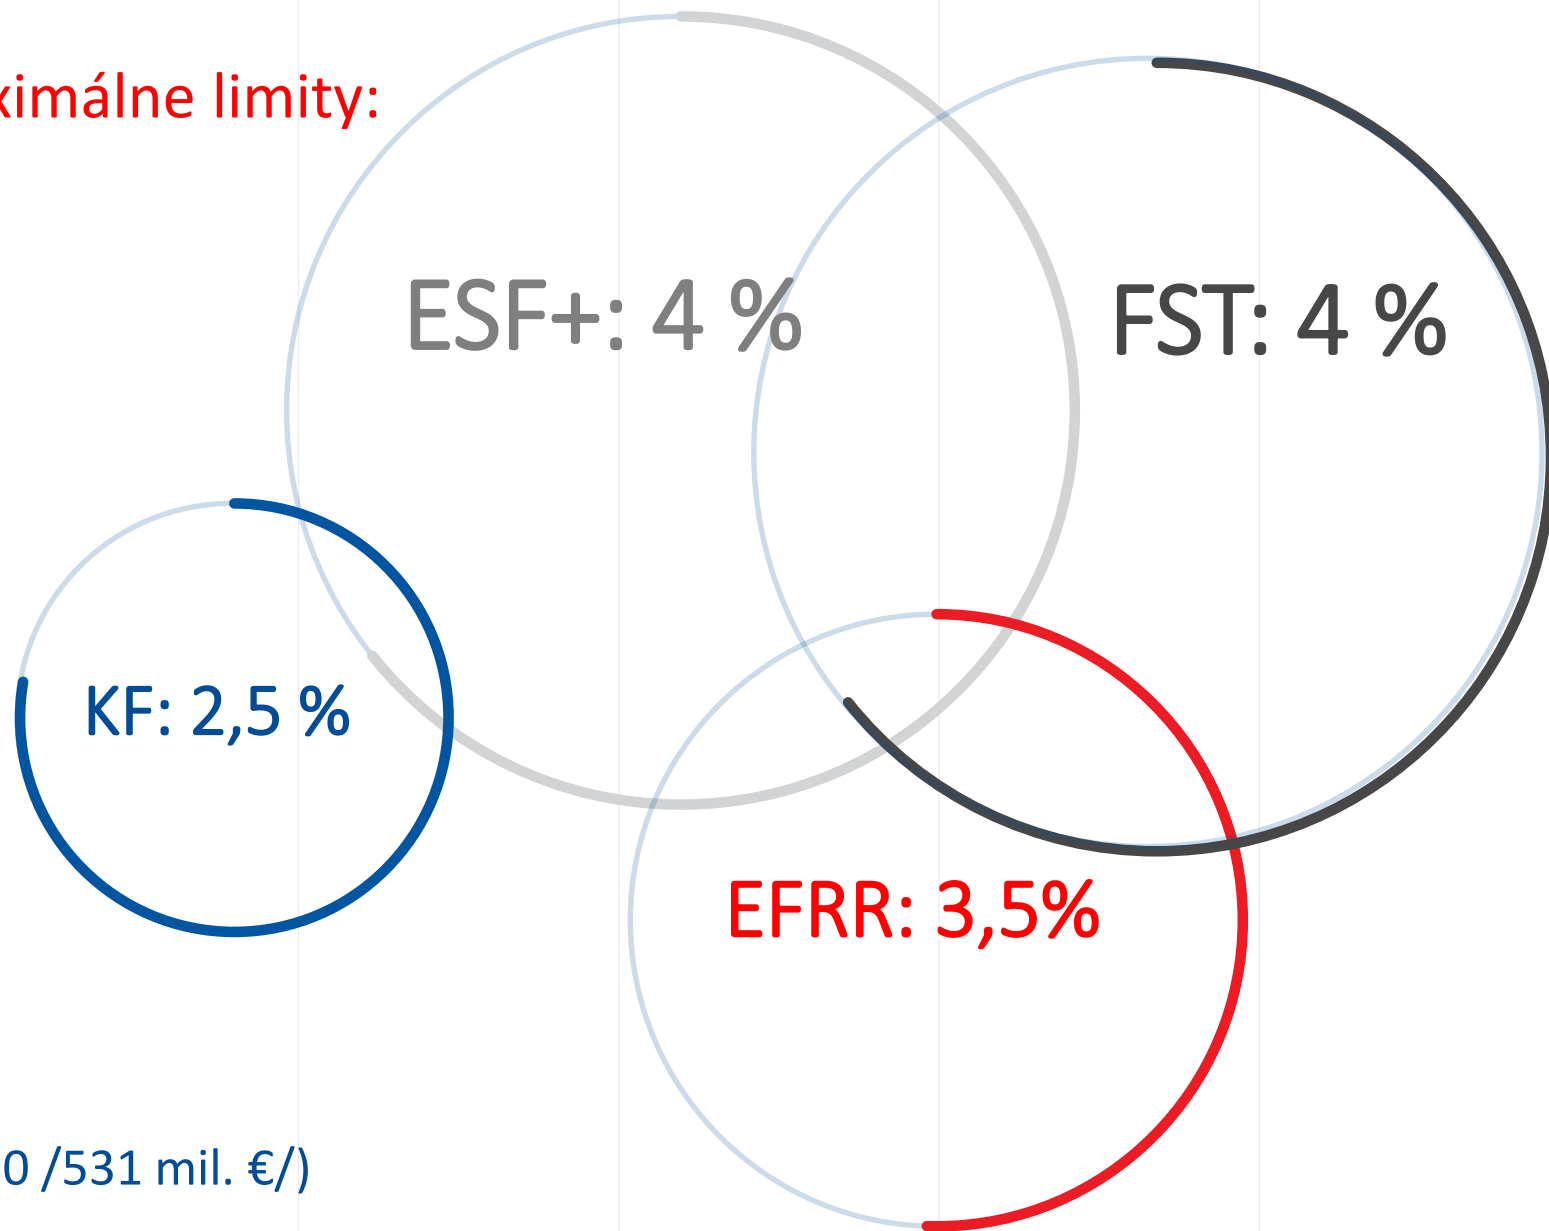 ximálne limity:
ESF+: 4 %
FST: 4 %
KF: 2,5 %
EFRR: 3,5%
0 /531 mil. €/)